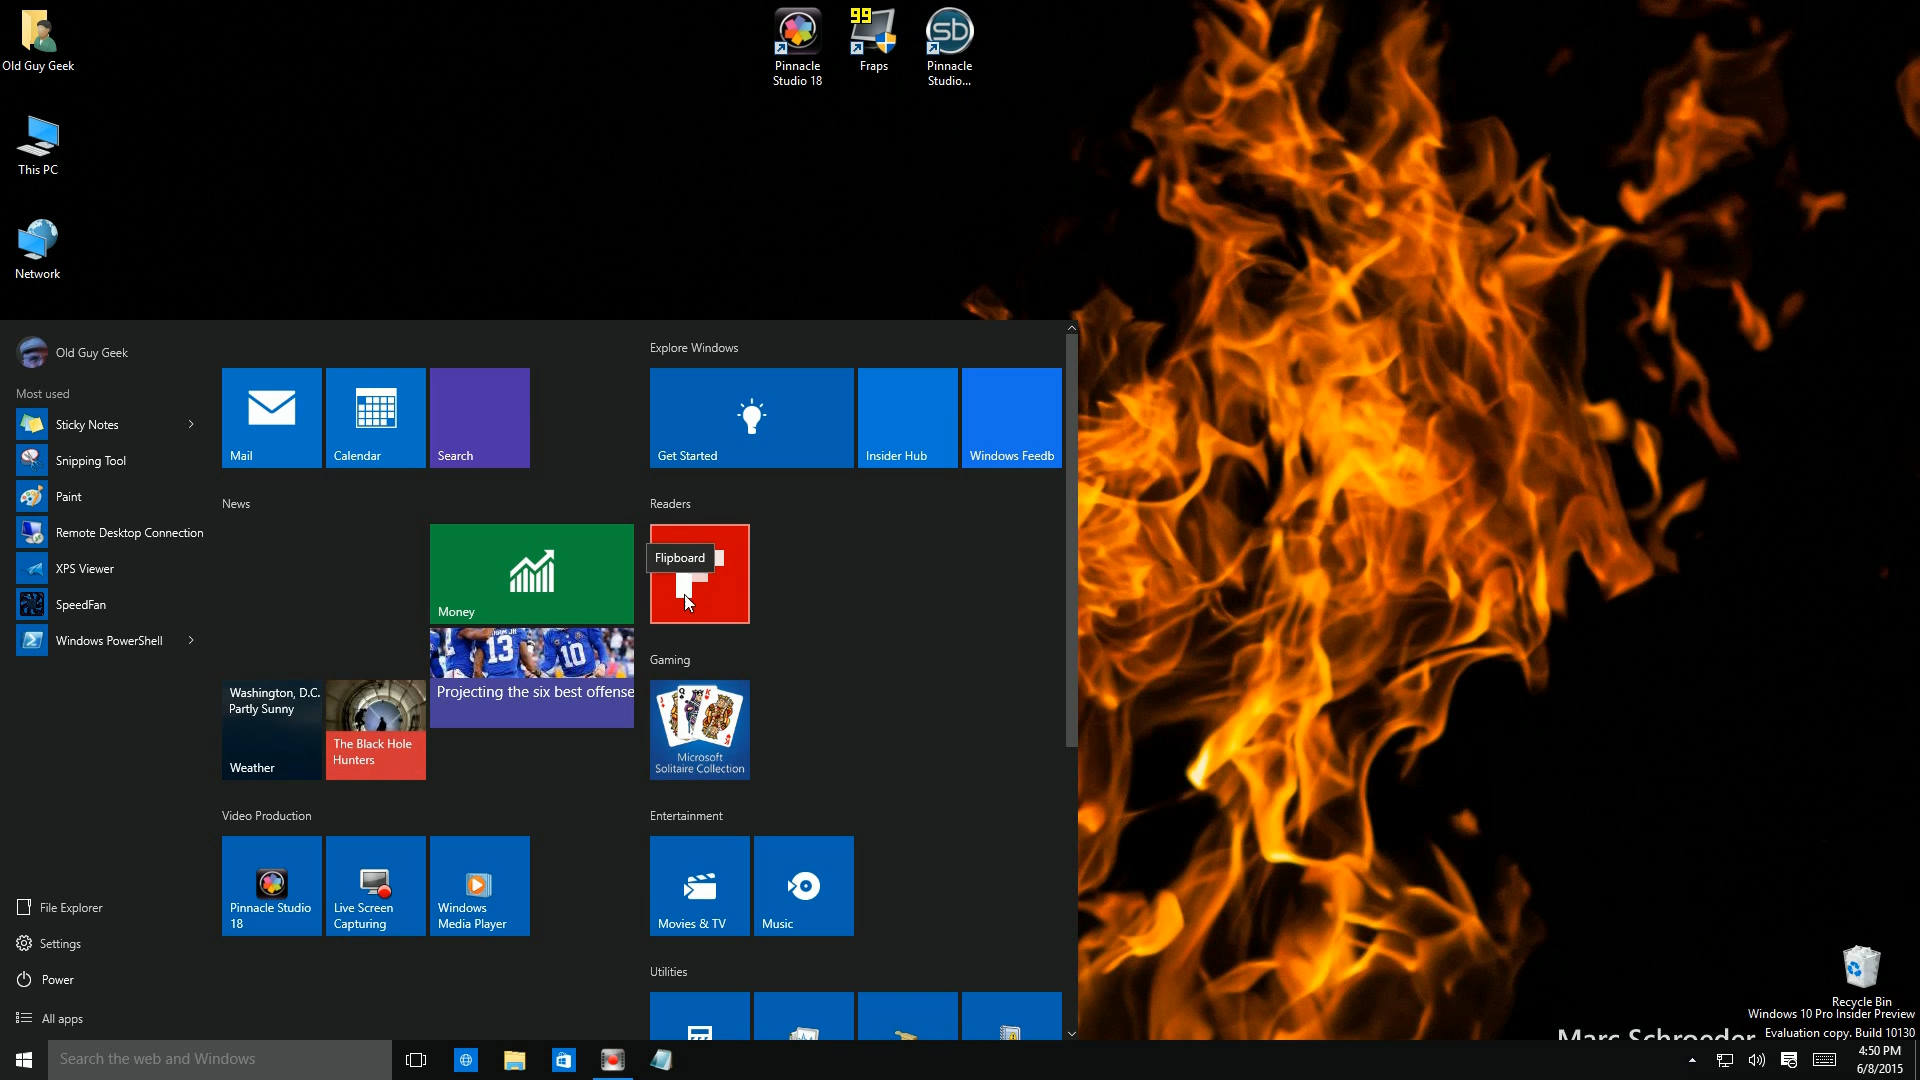 Old Guy Geek
This PC
Network
Pinnacle
Studio 18
99
Fraps
sb
Pinnacle
Studio...
Old Guy Geek
Most used
Sticky Notes
Snipping Tool
Paint
Remote Desktop Connection
XPS Viewer
SpeedFan
Windows PowerShell
File Explorer
Settings
Power
All apps
Mail
Calendar
Search
News
Money
13
10
Projecting the six best offense
Washington, D.C.
Partly Sunny
Weather
The Black Hole
Hunters
Video Production
Pinnacle Studio
18
Live Screen
Capturing
Windows
Media Player
Explore Windows
Get Started
Insider Hub
Windows Feedb
Readers
Flipboard
Gaming
Microsoft
Solitaire Collection
Entertainment
Movies & TV
Music
Utilities
Recycle Bin
Windows 10 Pro Insider Preview
Marc Schroeder
Evaluation copy. Build 10130
Search the web and Windows
4:50 PM
6/8/2015